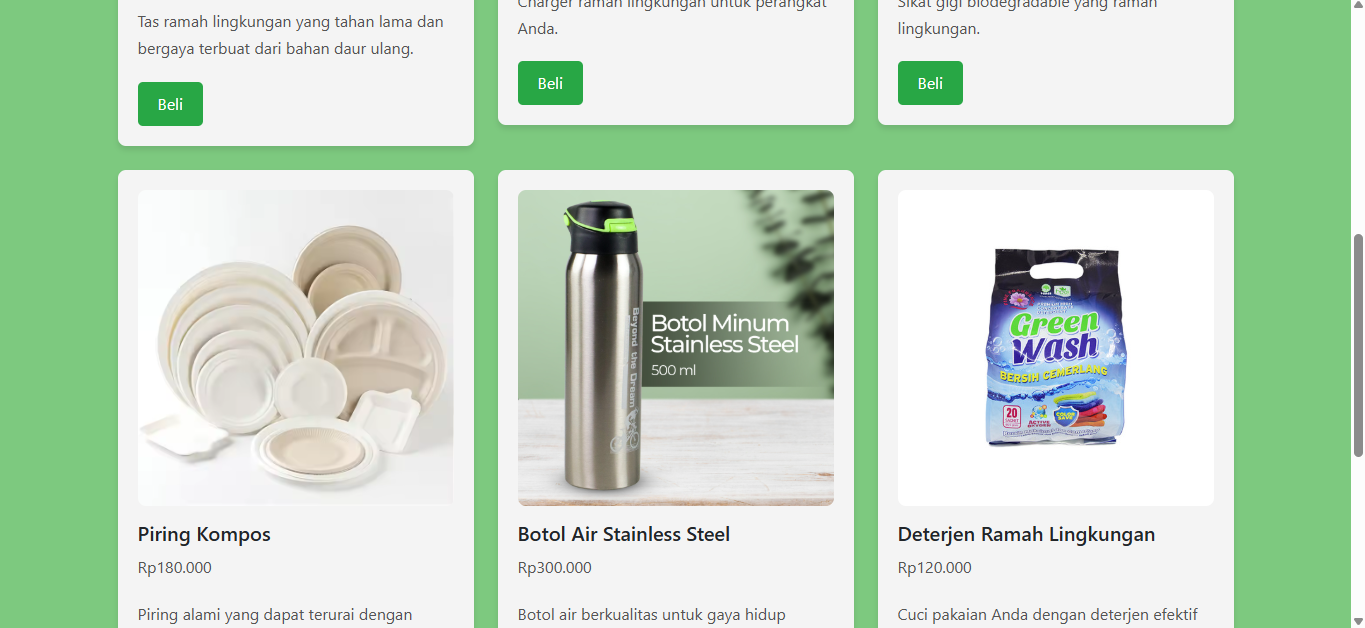 Tas ramah lingkungan yang tahan lama dan
bergaya terbuat dari bahan daur ulang.
Beli
Charger ramah lingkungan untuk perangkat
Anda.
Beli
Sikat gigi biodegradable yang ramah
lingkungan.
Beli
Piring Kompos
Rp180.000
Piring alami yang dapat terurai dengan
Beyond the Dream
Botol Minum
Stainless Steel
500 ml
Botol Air Stainless Steel
Rp300.000
Botol air berkualitas untuk gaya hidup
Green
Wash
BERSIH CEMERLANG
20
Deterjen Ramah Lingkungan
Rp120.000
Cuci pakaian Anda dengan deterjen efektif